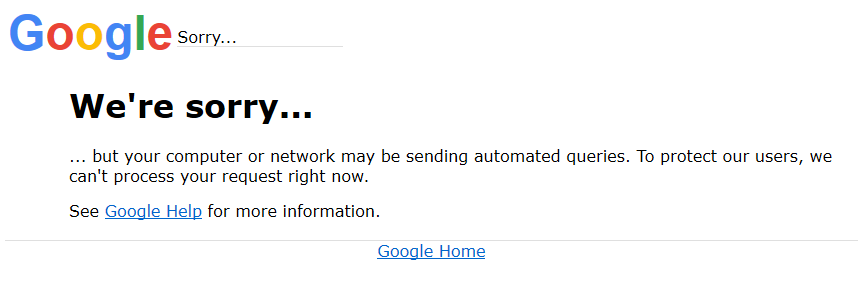 Google Sorry...
We're sorry...
... but your computer or network may be sending automated queries. To protect our users, we
can't process your request right now.
See Google Help for more information.
Google Home